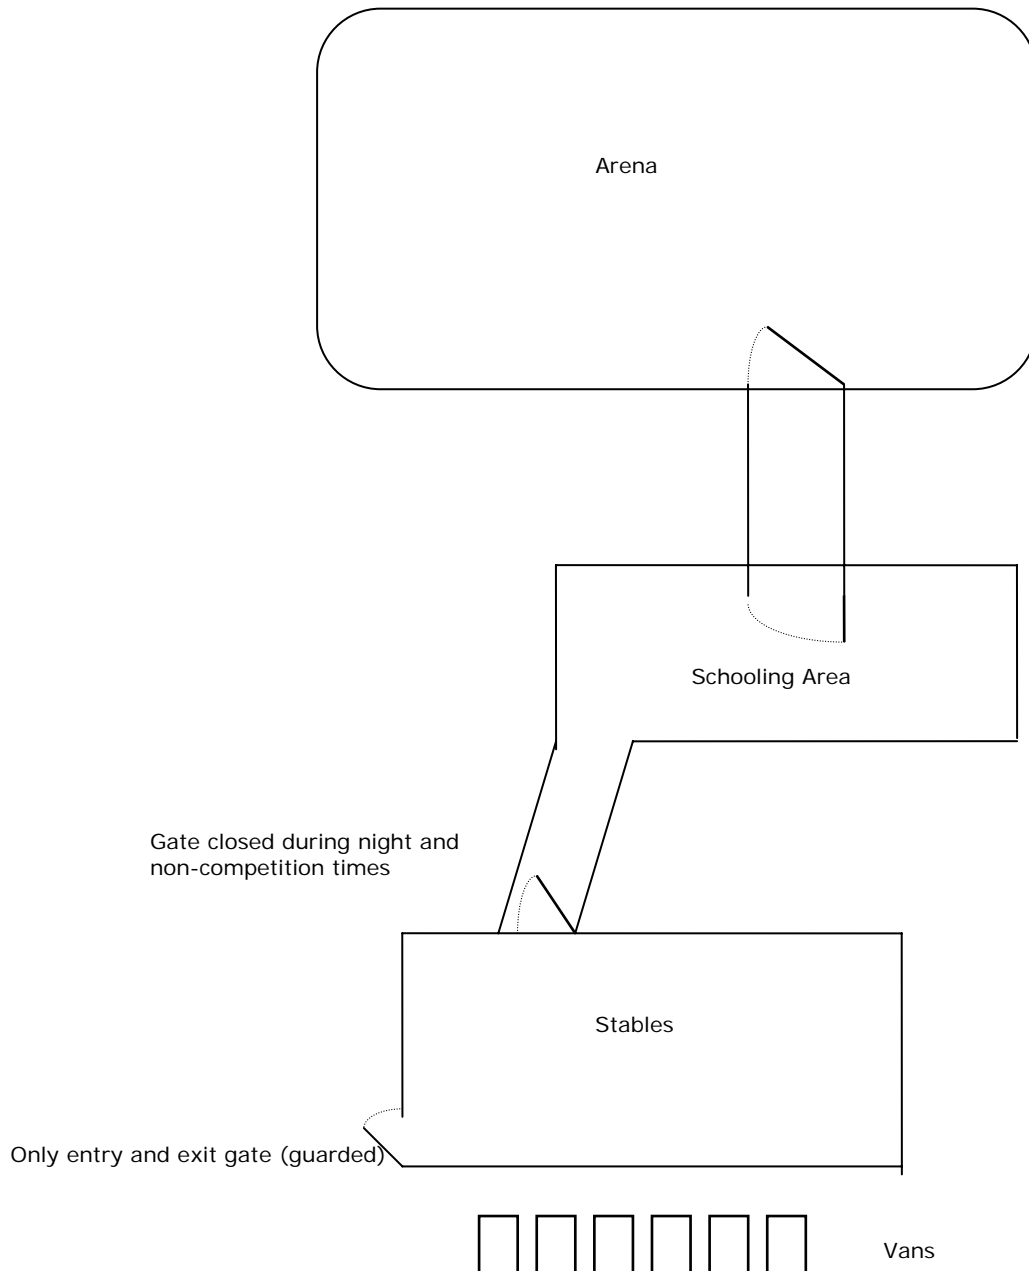 Arena
Schooling Area
Gate closed during night and
non-competition times
Stables
Only entry and exit gate (guarded)
Vans